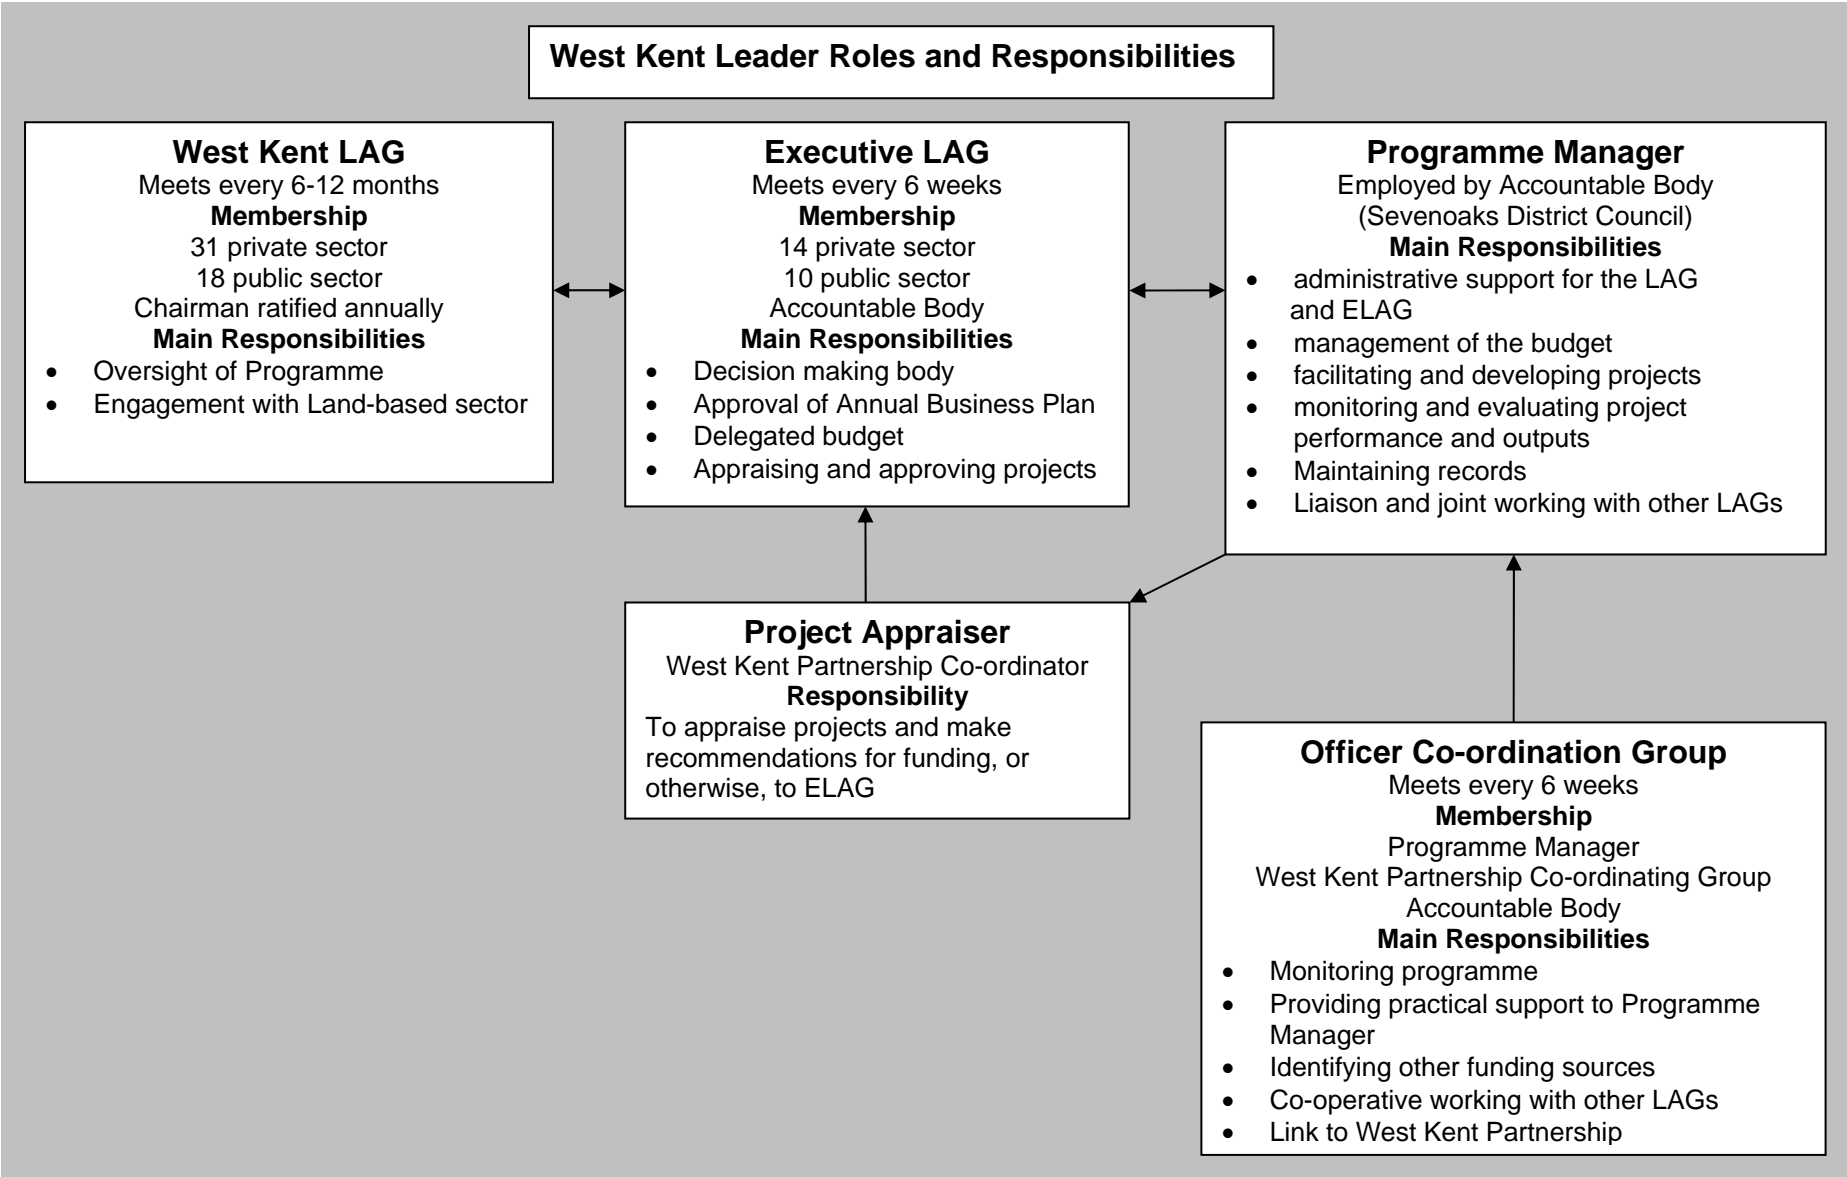 West Kent Leader Roles and Responsibilities
West Kent LAG
Meets every 6-12 months
Membership
31 private sector
18 public sector
Chairman ratified annually
Main Responsibilities
• Oversight of Programme
• Engagement with Land-based sector
Executive LAG
Meets every 6 weeks
Membership
14 private sector
10 public sector
Accountable Body
Main Responsibilities
• Decision making body
• Approval of Annual Business Plan
• Delegated budget
• Appraising and approving projects
Programme Manager
Employed by Accountable Body
(Sevenoaks District Council)
Main Responsibilities
• administrative support for the LAG
and ELAG
• management of the budget
• facilitating and developing projects
• monitoring and evaluating project
performance and outputs
• Maintaining records
• Liaison and joint working with other LAGs
Project Appraiser
West Kent Partnership Co-ordinator
Responsibility
To appraise projects and make
recommendations for funding, or
otherwise, to ELAG
Officer Co-ordination Group
Meets every 6 weeks
Membership
Programme Manager
West Kent Partnership Co-ordinating Group
Accountable Body
Main Responsibilities
• Monitoring programme
• Providing practical support to Programme
Manager
• Identifying other funding sources
• Co-operative working with other LAGs
• Link to West Kent Partnership